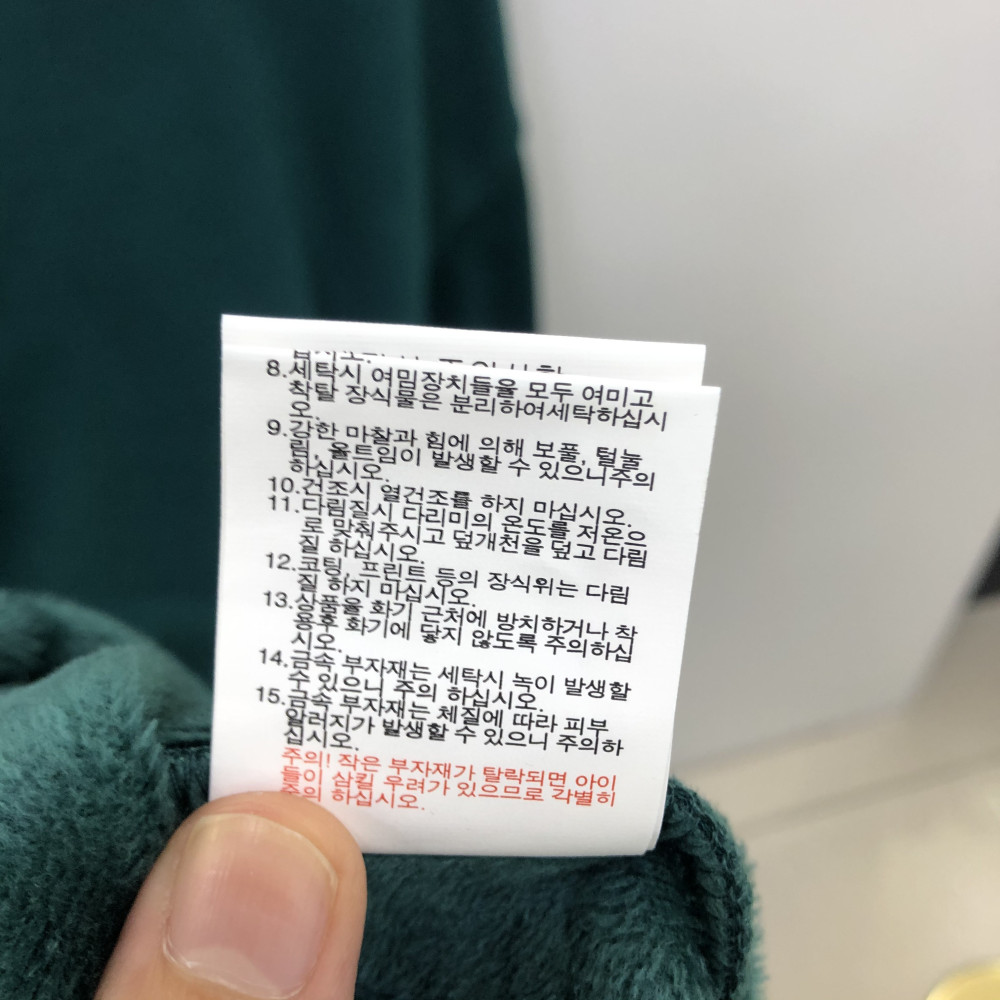 8.세탁시 여밈장치들을 모두 여미고
착탈 장식물은 분리하여세탁하십시
오.
9.강한 마찰과 힘에 의해 보풀, 털눌
림, 올트임이 발생할 수 있으니주의
하십시오.
10.건조시 열건조를 하지 마십시오.
11.다림질시 다리미의 온도를 저온으
로 맞춰주시고 덮개천을 덮고 다림
질 하십시오.
12.코팅, 프린트 등의 장식위는 다림
질 하지 마십시오.
13.상품을 화기 근처에 방치하거나 착
용후 화기에 닿지 않도록 주의하십
시오.
14.금속 부자재는 세탁시 녹이 발생할
수 있으니 주의 하십시오.
15.금속 부자재는 체질에 따라 피부
알러지가 발생할 수 있으니 주의하
십시오.
주의! 작은 부자재가 탈락되면 아이
들이 삼킬 우려가 있으므로 각별히
주의 하십시오.